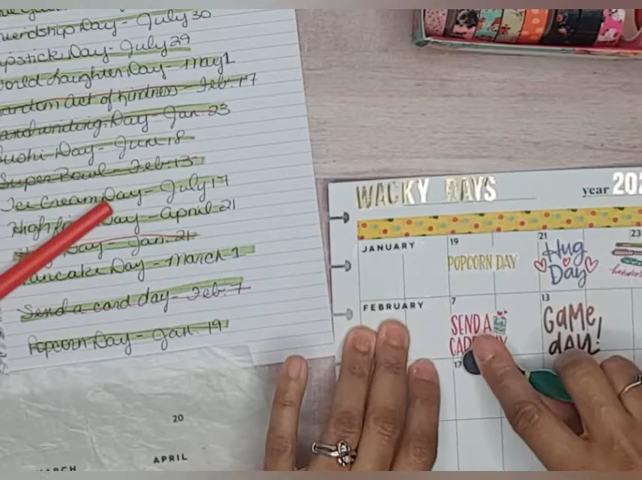 Friendship Day - July 30
Lipstick Day - July 29
World Laughter Day - May 1
Random Act of kindness - Feb. 17
Handwriting Day - Jan. 23
Sushi Day - June 18
Super Bowl - Feb. 13
Ice Cream Day - July 17
Day - April 21
Day - Jan. 21
Pancake Day - March 1
Send a card day - Feb. 7
Popcorn Day - Jan. 19
WACKY DAYS
year 202
JANUARY
19
POPCORN DAY
21
Hug Day
23
FEBRUARY
7
SEND A
CARD
13
GAME
day!
17
20
APRIL